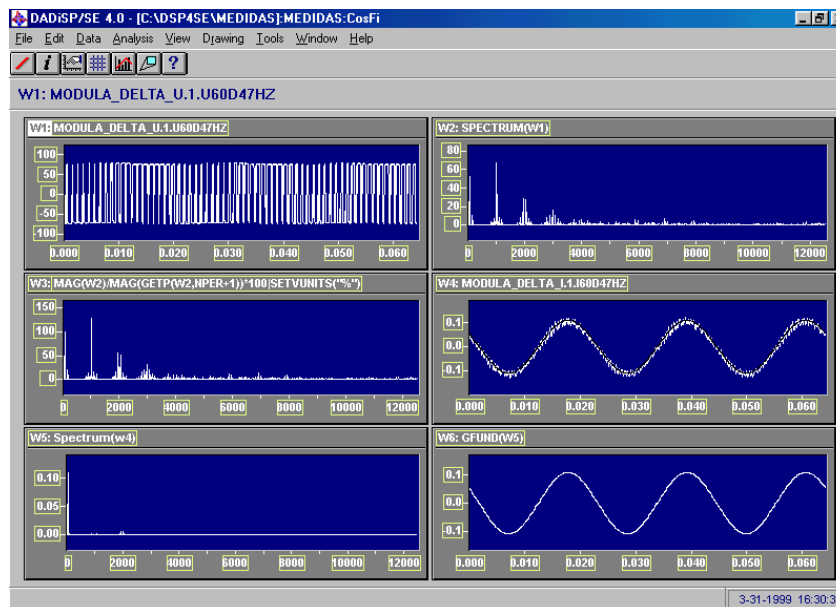 DADiSP/SE 4.0 - [C:\DSP4SE\MEDIDAS]:MEDIDAS:CosFi
File Edit Data Analysis View Drawing Tools Window Help
W1: MODULA_DELTA_U.1.U60D47HZ
W1: MODULA_DELTA_U.1.U60D47HZ
100
50
0
-50
-100
0.000 0.010 0.020 0.030 0.040 0.050 0.060
W2: SPECTRUM(W1)
80
60
40
20
0
0 2000 4000 6000 8000 10000 12000
W3: MAG(W2)/MAG(GETP(W2,NPER+1))*100|SETVUNITS("%")
150
100
50
0
0 2000 4000 6000 8000 10000 12000
W4: MODULA_DELTA_I.1.I60D47HZ
0.1
0.0
0.1
0.000 0.010 0.020 0.030 0.040 0.050 0.060
W5: Spectrum(w4)
0.10
0.05
0.00
0 2000 4000 6000 8000 10000 12000
W6: GFUND(W5)
0.1
0.0
-0.1
0.000 0.010 0.020 0.030 0.040 0.050 0.060
3-31-1999 16:30:3